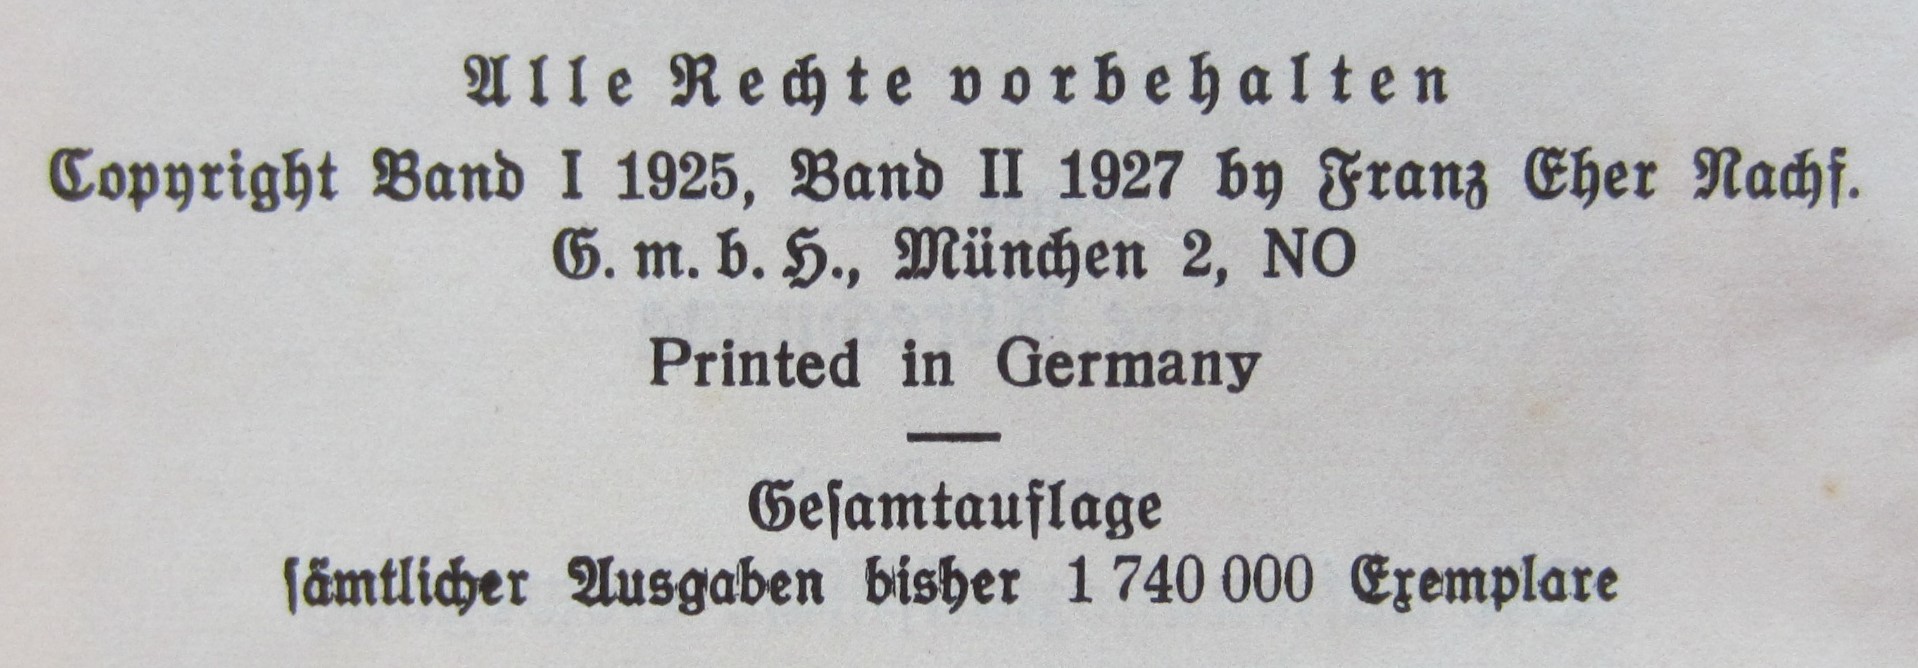 Alle Rechte vorbehalten
Copyright Band I 1925, Band II 1927 by Franz Eher Nachf.
G. m. b. H., München 2, NO
Printed in Germany
Geſamtauflage
ſämtlicher Ausgaben bisher 1 740 000 Exemplare